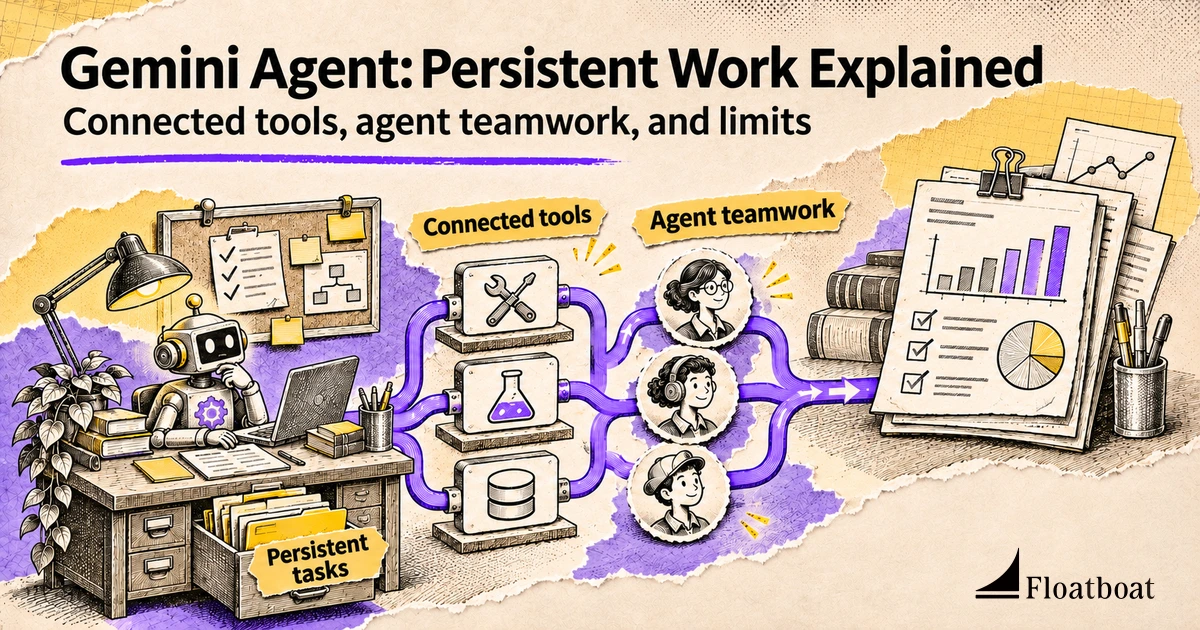 Gemini Agent: Persistent Work Explained
Connected tools, agent teamwork, and limits
Connected tools
Agent teamwork
Persistent
tasks
Floatboat